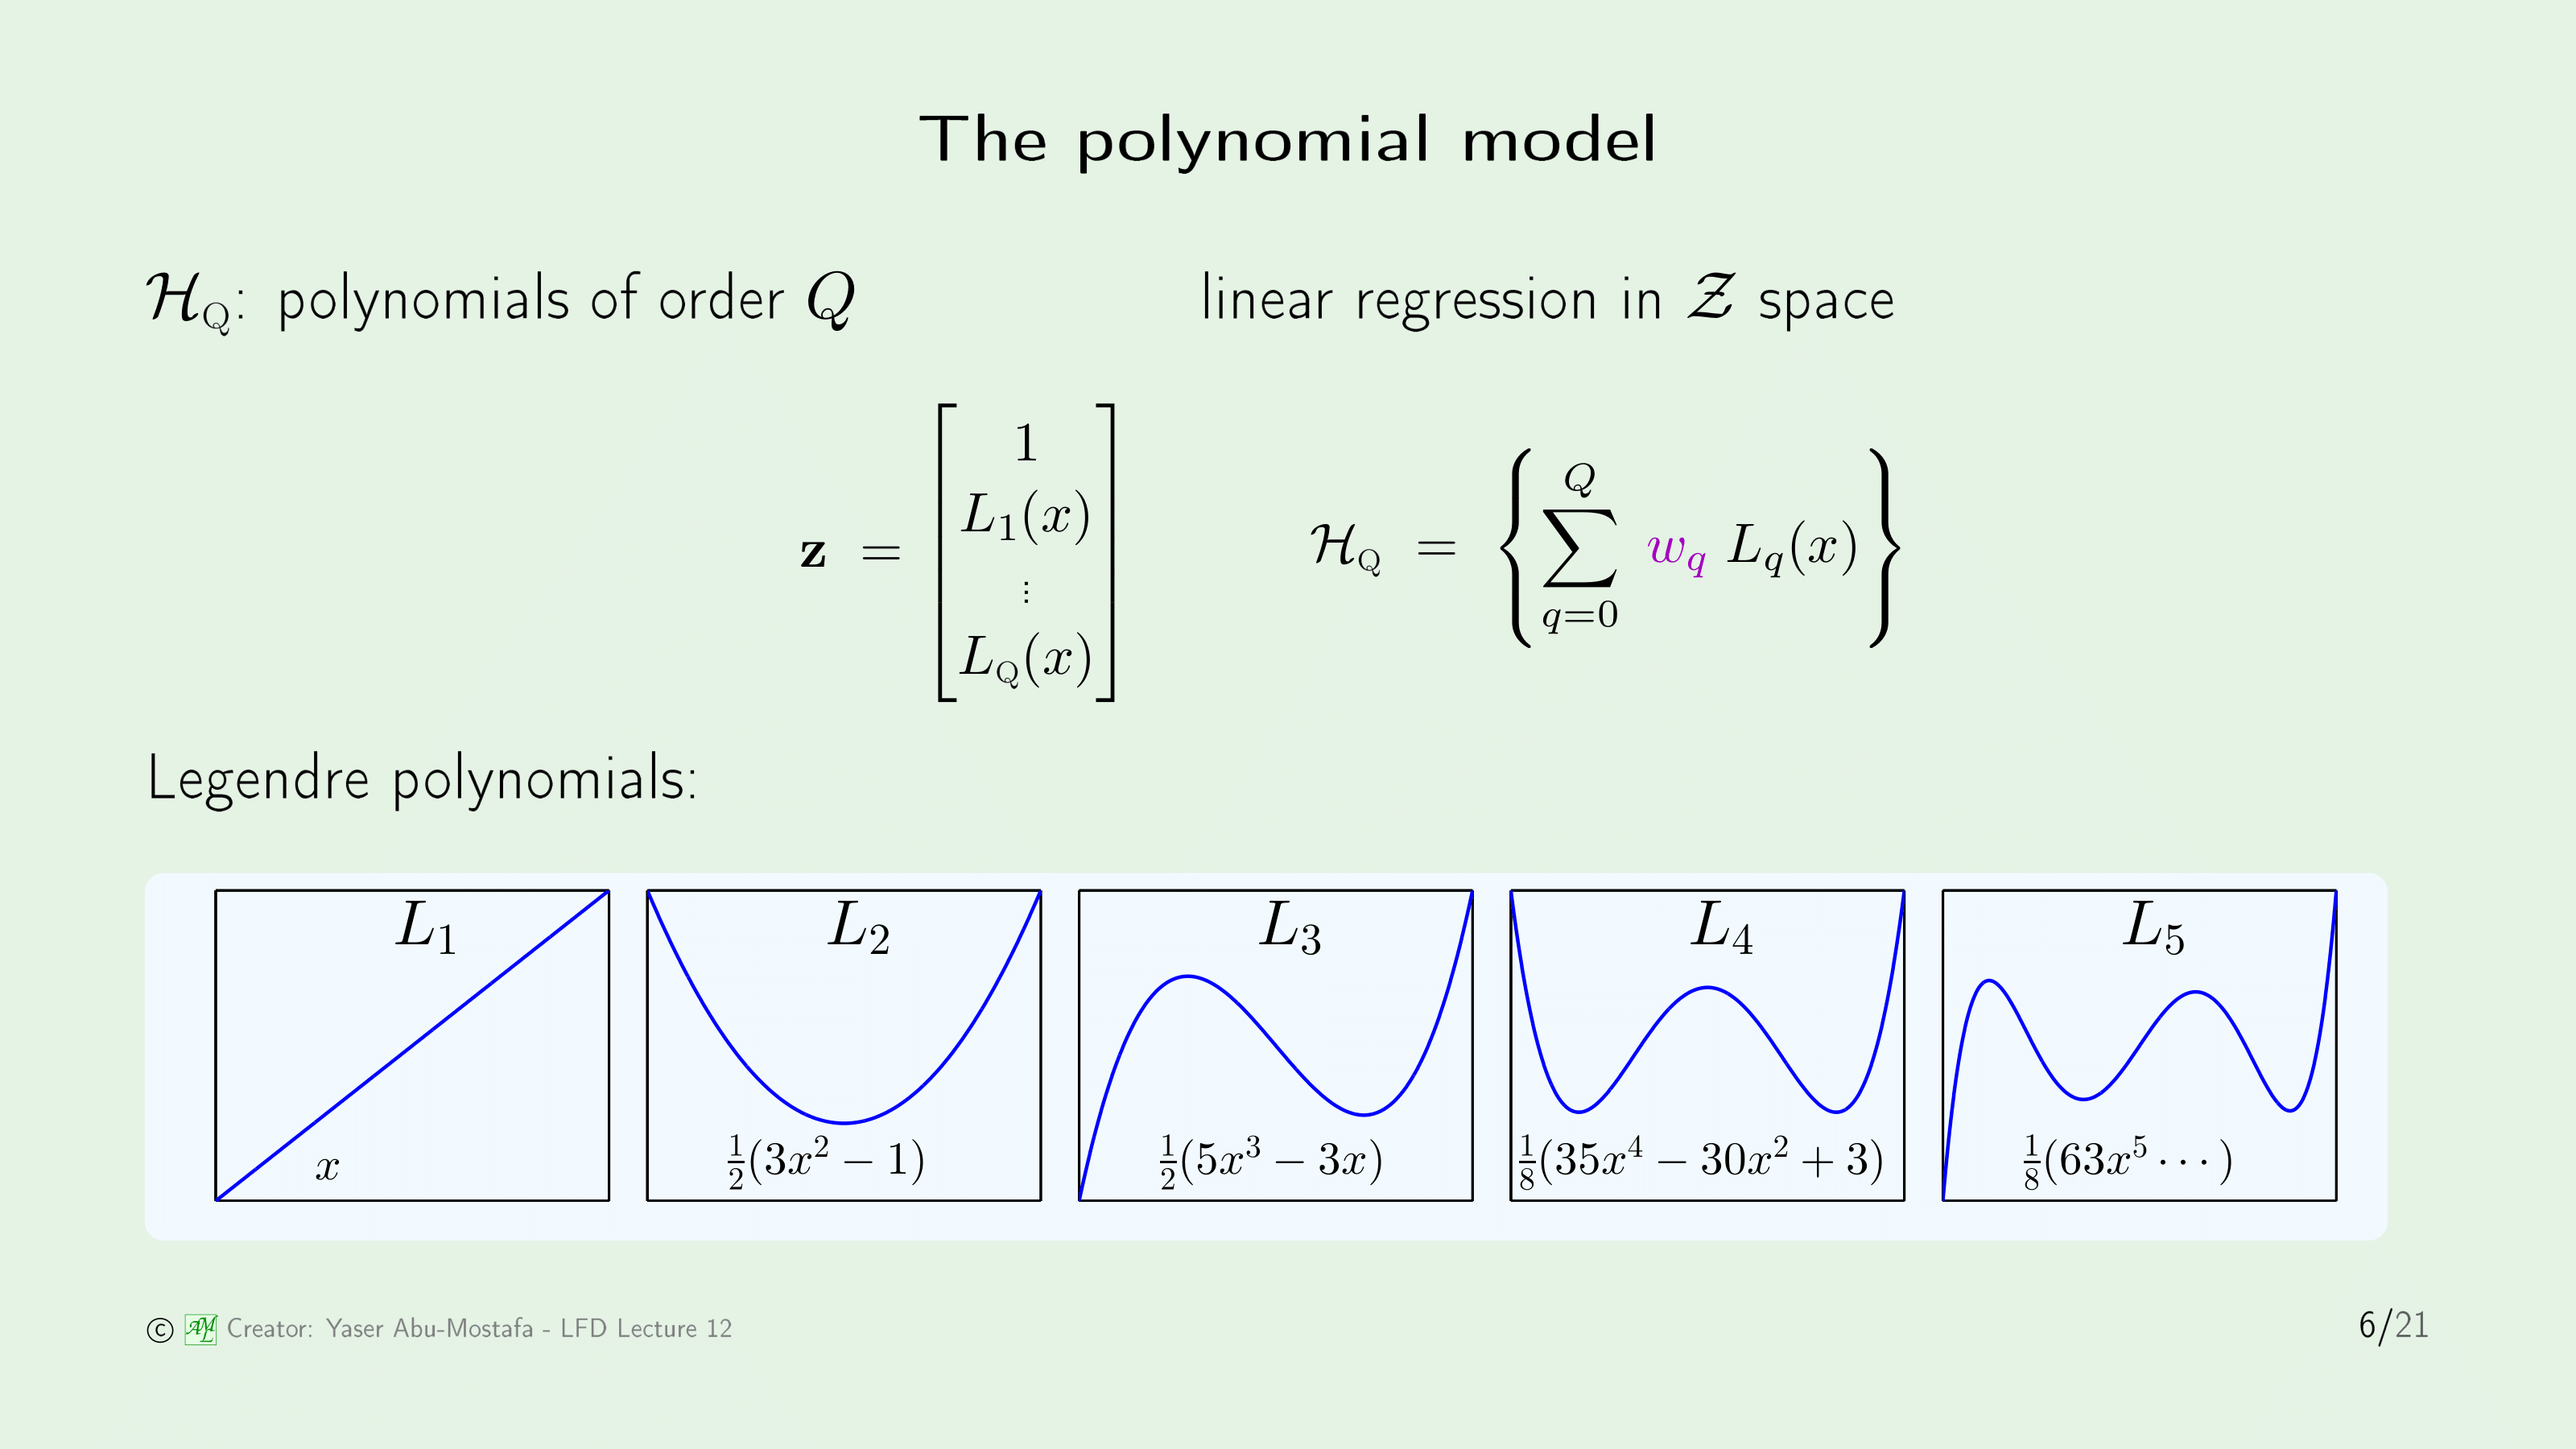 The polynomial model
$\mathcal{H}_Q$: polynomials of order $Q$ linear regression in $\mathcal{Z}$ space
$\mathbf{z} = \begin{bmatrix} 1 \\ L_1(x) \\ \vdots \\ L_Q(x) \end{bmatrix}$ $\mathcal{H}_Q = \left\{ \sum_{q=0}^{Q} w_q L_q(x) \right\}$
Legendre polynomials:
$L_1$ $L_2$ $L_3$ $L_4$ $L_5$
$x$ $\frac{1}{2}(3x^2 - 1)$ $\frac{1}{2}(5x^3 - 3x)$ $\frac{1}{8}(35x^4 - 30x^2 + 3)$ $\frac{1}{8}(63x^5 \cdots)$
© AML Creator: Yaser Abu-Mostafa - LFD Lecture 12 6/21